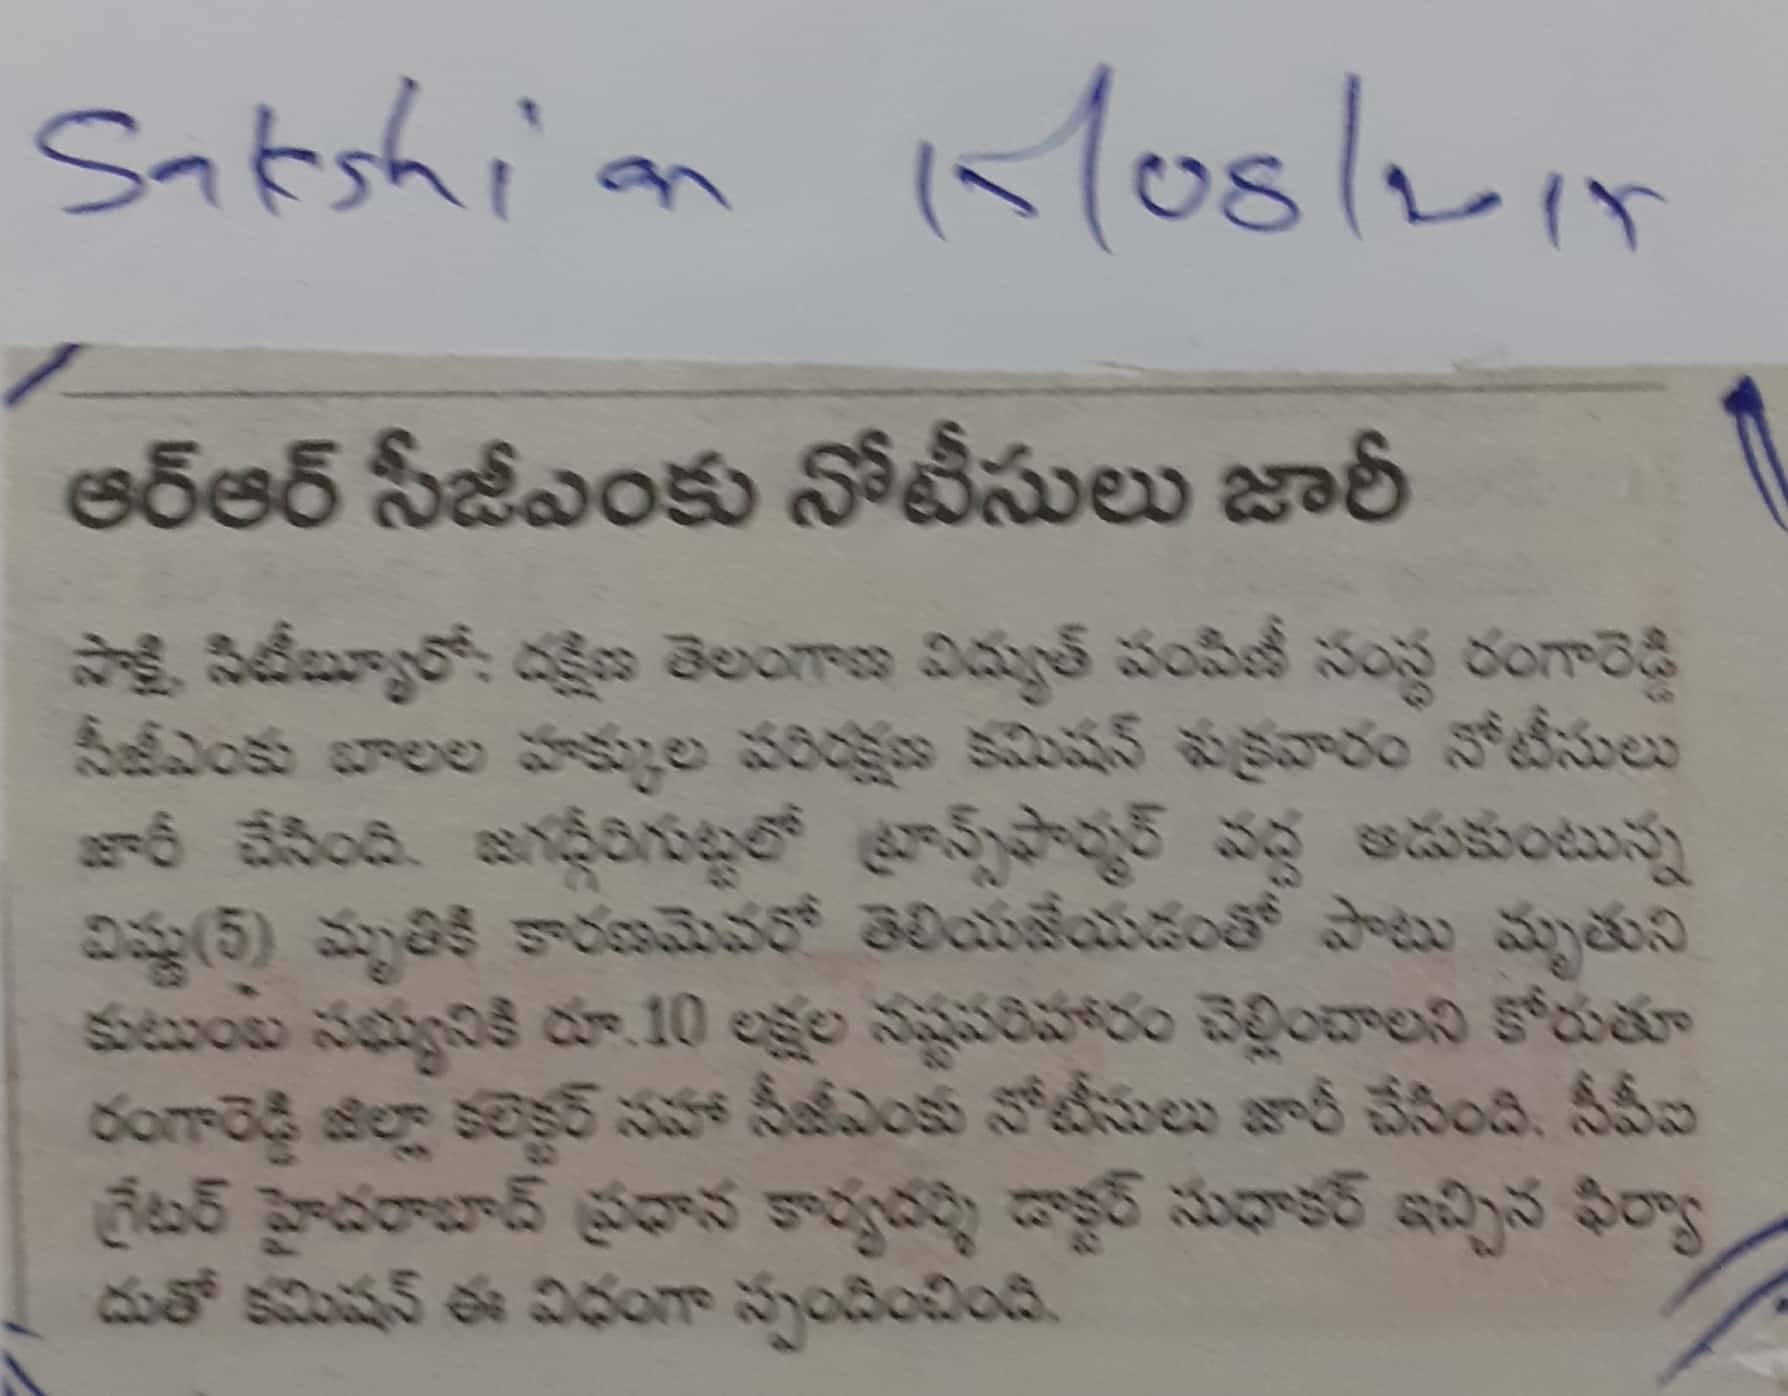 Sakshi on 15/08/2015
ఆర్ఆర్ సీజీఎంకు నోటీసులు జారీ
సాక్షి, సిటీబ్యూరో: దక్షిణ తెలంగాణ విద్యుత్ పంపిణీ సంస్థ రంగారెడ్డి
సీజీఎంకు బాలల హక్కుల పరిరక్షణ కమిషన్ శుక్రవారం నోటీసులు
జారీ చేసింది. జగద్గీరిగుట్టలో ట్రాన్స్‌ఫార్మర్ వద్ద ఆడుకుంటున్న
విష్ణు(5) మృతికి కారణమెవరో తెలియజేయడంతో పాటు మృతుని
కుటుంబ సభ్యునికి రూ.10 లక్షల నష్టపరిహారం చెల్లించాలని కోరుతూ
రంగారెడ్డి జిల్లా కలెక్టర్ సహా సీజీఎంకు నోటీసులు జారీ చేసింది. సీపీఐ
గ్రేటర్ హైదరాబాద్ ప్రధాన కార్యదర్శి డాక్టర్ సుధాకర్ ఇచ్చిన ఫిర్యా
దుతో కమిషన్ ఈ విధంగా స్పందించింది.